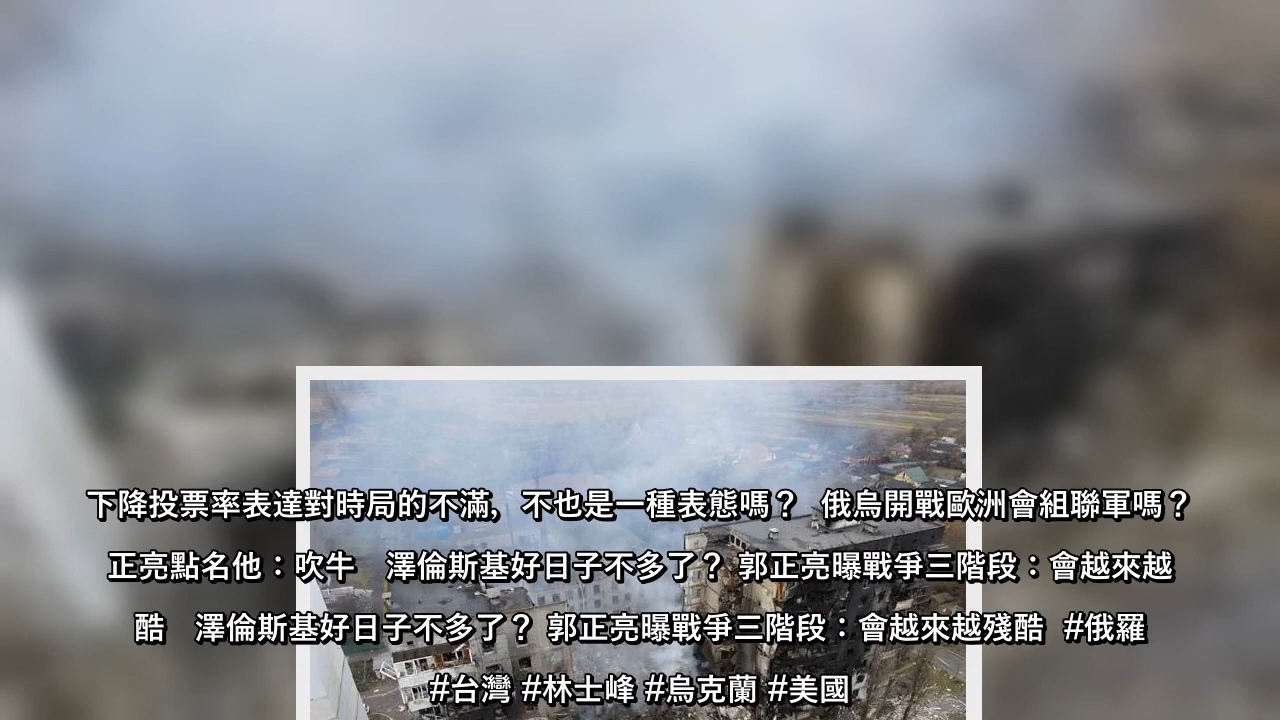 下降投票率表達對時局的不滿，不也是一種表態嗎？ 俄烏開戰歐洲會組聯軍嗎？
正亮點名他：吹牛　澤倫斯基好日子不多了？ 郭正亮曝戰爭三階段：會越來越
酷　澤倫斯基好日子不多了？ 郭正亮曝戰爭三階段：會越來越殘酷 #俄羅
#台灣 #林士峰 #烏克蘭 #美國